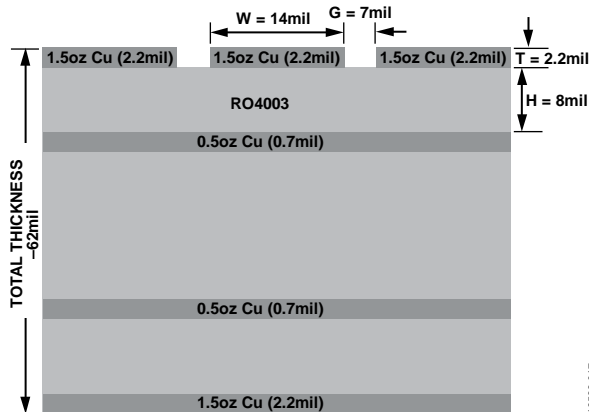 W = 14mil
G = 7mil
1.5oz Cu (2.2mil)
1.5oz Cu (2.2mil)
1.5oz Cu (2.2mil)
T = 2.2mil
RO4003
H = 8mil
0.5oz Cu (0.7mil)
TOTAL THICKNESS
–62mil
0.5oz Cu (0.7mil)
1.5oz Cu (2.2mil)